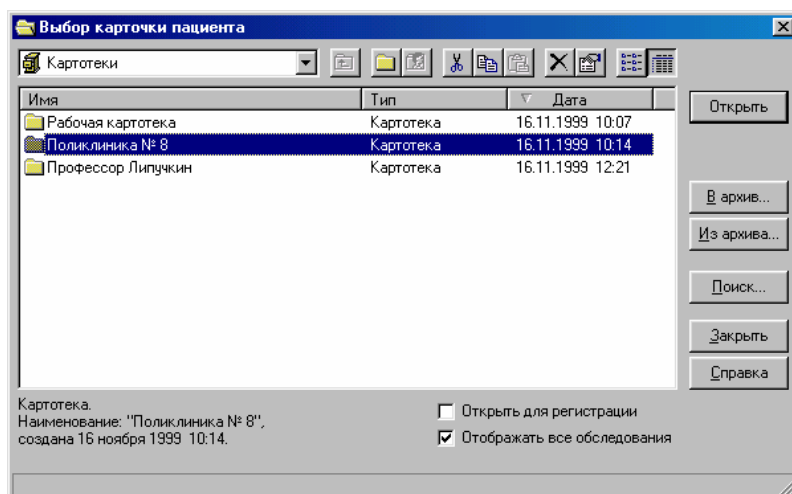 Выбор карточки пациента
Картотеки
Имя Тип Дата
Рабочая картотека Картотека 16.11.1999 10:07
Поликлиника № 8 Картотека 16.11.1999 10:14
Профессор Липучкин Картотека 16.11.1999 12:21
Открыть
В архив...
Из архива...
Поиск...
Закрыть
Справка
Картотека.
Наименование: "Поликлиника № 8",
создана 16 ноября 1999 10:14.
Открыть для регистрации
Отображать все обследования